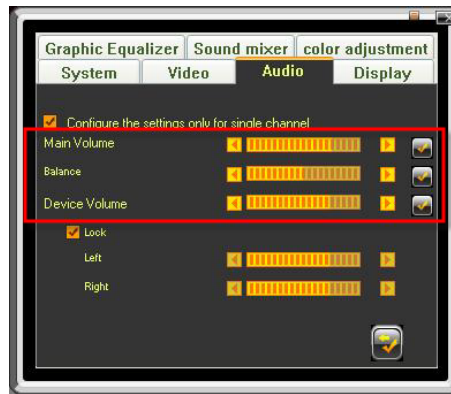 Graphic Equalizer Sound mixer color adjustment
System Video Audio Display
Configure the settings only for single channel
Main Volume
Balance
Device Volume
Lock
Left
Right